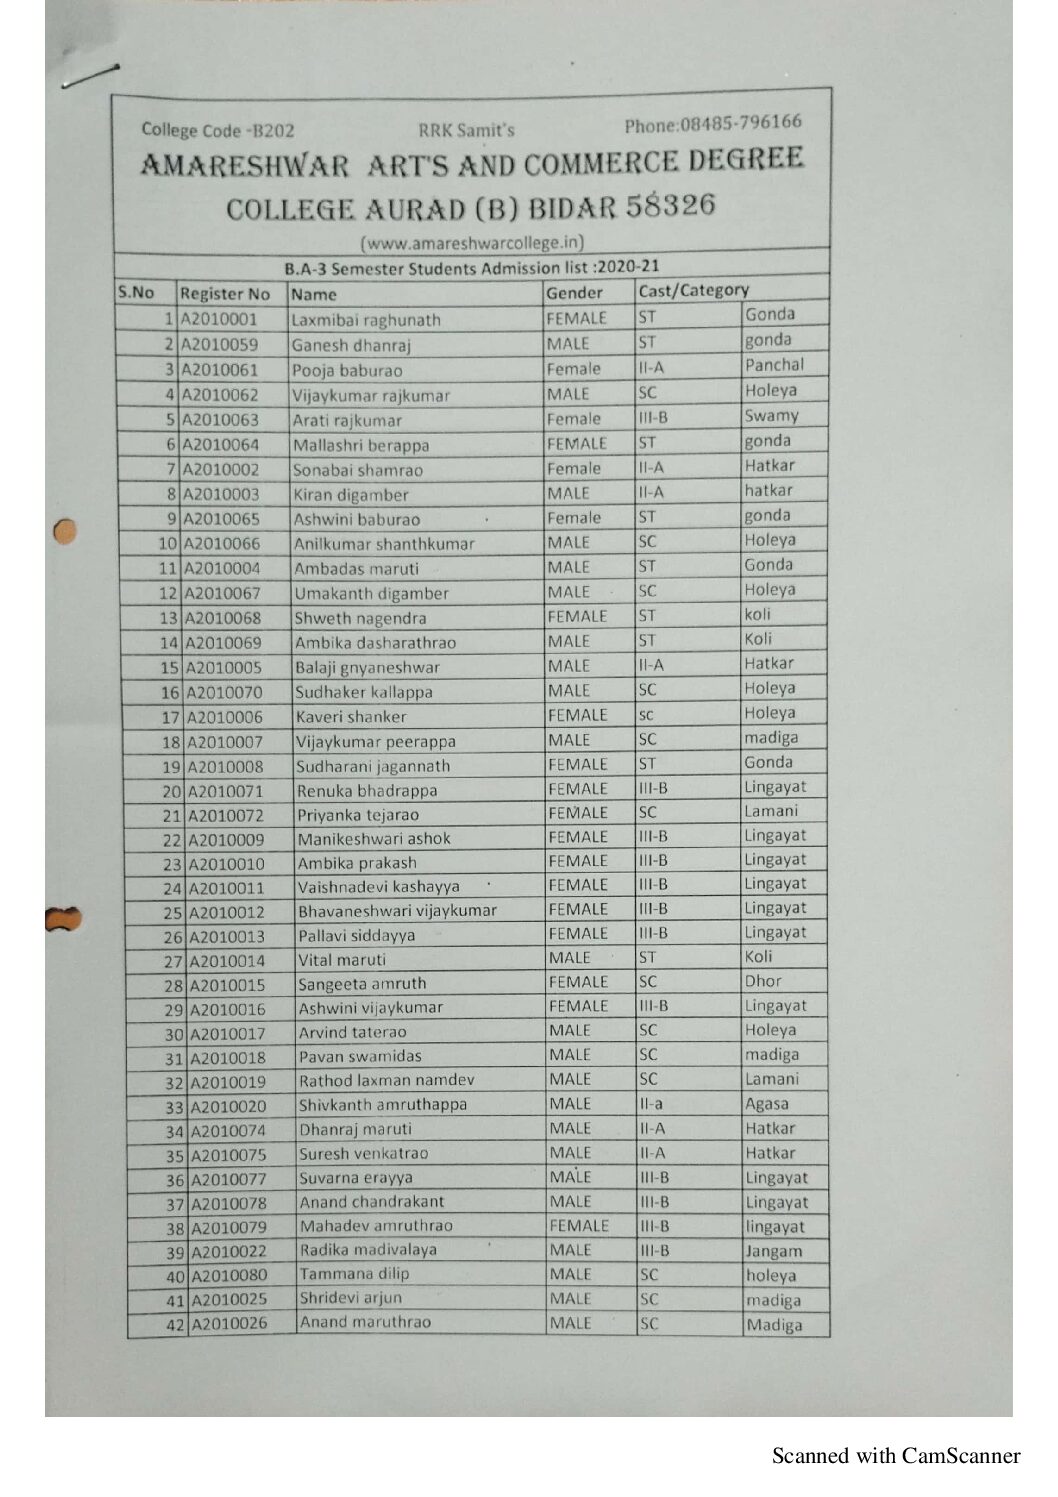 College Code -B202 RRK Samit's Phone:08485-796166
AMARESHWAR ART'S AND COMMERCE DEGREE
COLLEGE AURAD (B) BIDAR 58326
(www.amareshwarcollege.in)
B.A-3 Semester Students Admission list :2020-21
S.No Register No Name Gender Cast/Category
1 A2010001 Laxmibai raghunath FEMALE ST Gonda
2 A2010059 Ganesh dhanraj MALE ST gonda
3 A2010061 Pooja baburao Female II-A Panchal
4 A2010062 Vijaykumar rajkumar MALE SC Holeya
5 A2010063 Arati rajkumar Female III-B Swamy
6 A2010064 Mallashri berappa FEMALE ST gonda
7 A2010002 Sonabai shamrao Female II-A Hatkar
8 A2010003 Kiran digamber MALE II-A hatkar
9 A2010065 Ashwini baburao Female ST gonda
10 A2010066 Anilkumar shanthkumar MALE SC Holeya
11 A2010004 Ambadas maruti MALE ST Gonda
12 A2010067 Umakanth digamber MALE SC Holeya
13 A2010068 Shweth nagendra FEMALE ST koli
14 A2010069 Ambika dasharathrao MALE ST Koli
15 A2010005 Balaji gnyaneshwar MALE II-A Hatkar
16 A2010070 Sudhaker kallappa MALE SC Holeya
17 A2010006 Kaveri shanker FEMALE sc Holeya
18 A2010007 Vijaykumar peerappa MALE SC madiga
19 A2010008 Sudharani jagannath FEMALE ST Gonda
20 A2010071 Renuka bhadrappa FEMALE III-B Lingayat
21 A2010072 Priyanka tejarao FEMALE SC Lamani
22 A2010009 Manikeshwari ashok FEMALE III-B Lingayat
23 A2010010 Ambika prakash FEMALE III-B Lingayat
24 A2010011 Vaishnadevi kashayya FEMALE III-B Lingayat
25 A2010012 Bhavaneshwari vijaykumar FEMALE III-B Lingayat
26 A2010013 Pallavi siddayya FEMALE III-B Lingayat
27 A2010014 Vital maruti MALE ST Koli
28 A2010015 Sangeeta amruth FEMALE SC Dhor
29 A2010016 Ashwini vijaykumar FEMALE III-B Lingayat
30 A2010017 Arvind taterao MALE SC Holeya
31 A2010018 Pavan swamidas MALE SC madiga
32 A2010019 Rathod laxman namdev MALE SC Lamani
33 A2010020 Shivkanth amruthappa MALE II-a Agasa
34 A2010074 Dhanraj maruti MALE II-A Hatkar
35 A2010075 Suresh venkatrao MALE II-A Hatkar
36 A2010077 Suvarna erayya MALE III-B Lingayat
37 A2010078 Anand chandrakant MALE III-B Lingayat
38 A2010079 Mahadev amruthrao FEMALE III-B lingayat
39 A2010022 Radika madivalaya MALE III-B Jangam
40 A2010080 Tammana dilip MALE SC holeya
41 A2010025 Shridevi arjun MALE SC madiga
42 A2010026 Anand maruthrao MALE SC Madiga
Scanned with CamScanner